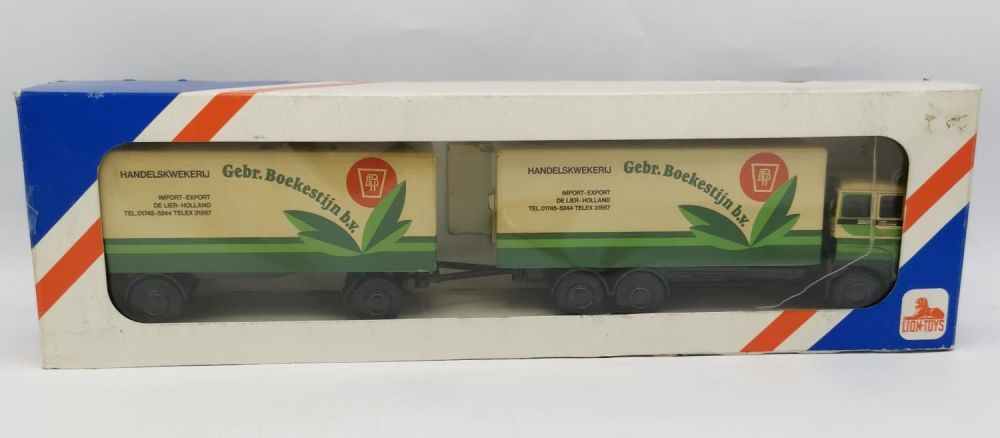 HANDELSKWEKERIJ
Gebr. Boekestijn b.v.
IMPORT-EXPORT
DE LIER-HOLLAND
TEL.01745-5244 TELEX 31567
HANDELSKWEKERIJ
Gebr. Boekestijn b.v.
IMPORT-EXPORT
DE LIER-HOLLAND
TEL.01745-5244 TELEX 31567
LION-TOYS